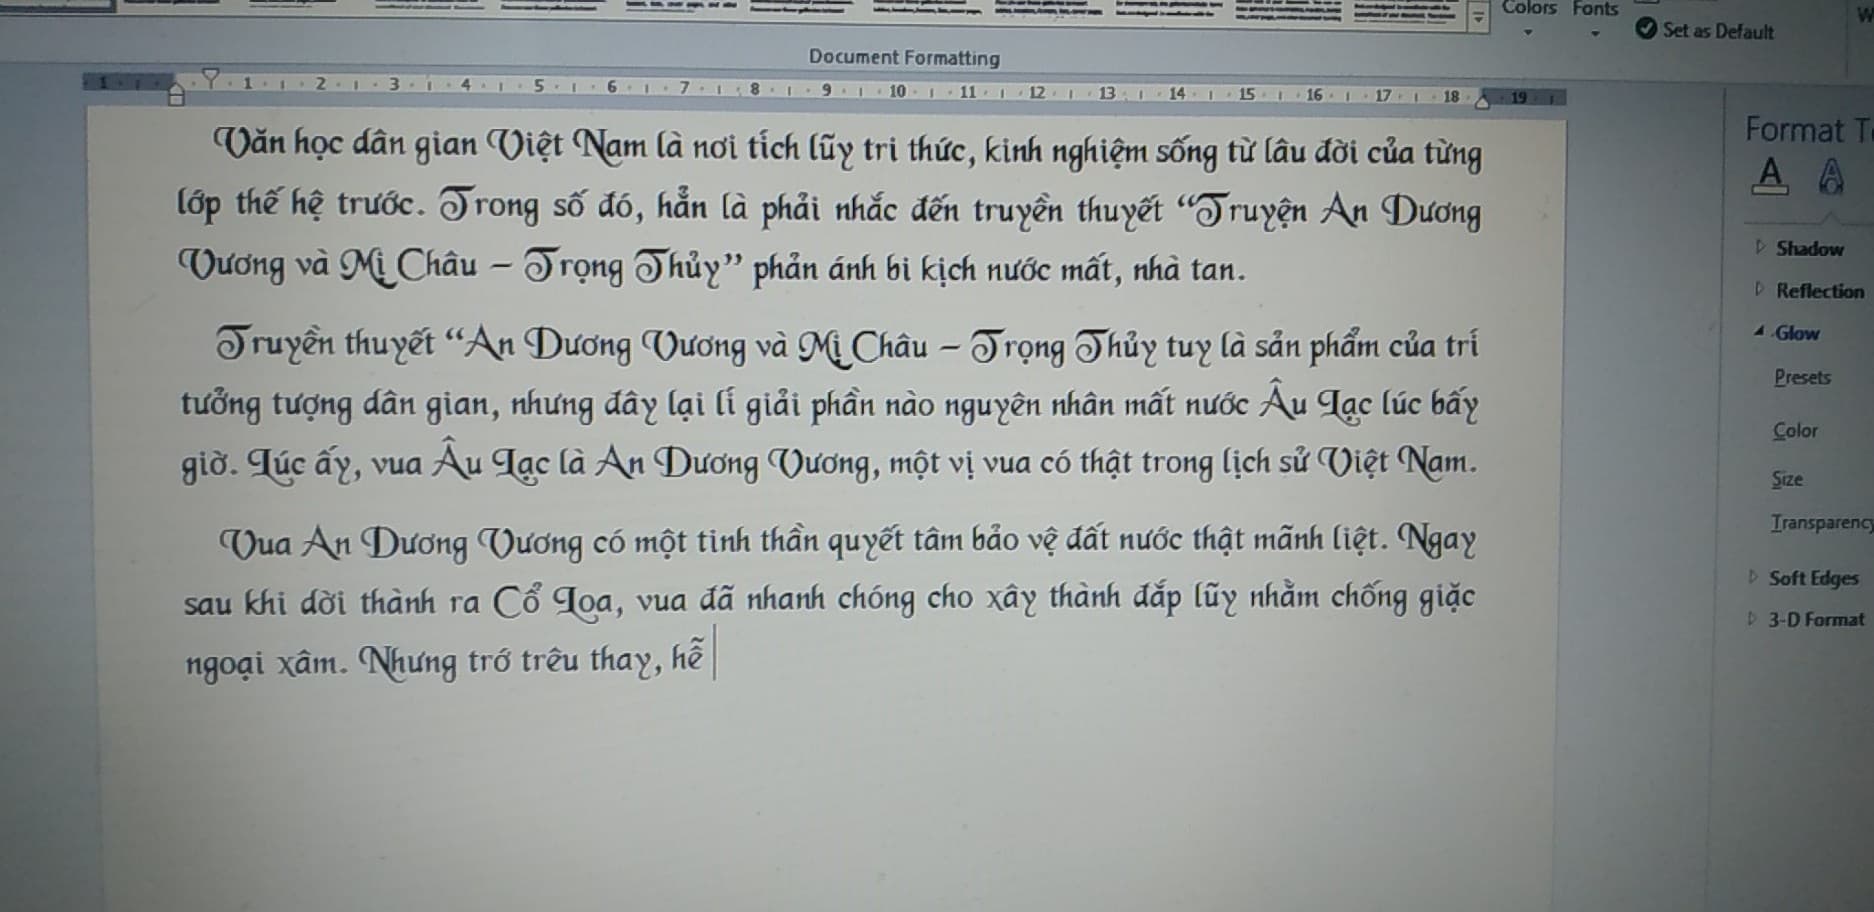 Colors Fonts
Set as Default
Document Formatting
1 1 2 3 4 5 6 7 8 9 10 11 12 13 14 15 16 17 18 19
Văn học dân gian Việt Nam là nơi tích lũy tri thức, kinh nghiệm sống từ lâu đời của từng
lớp thế hệ trước. Trong số đó, hẳn là phải nhắc đến truyền thuyết “Truyện An Dương
Vương và Mị Châu – Trọng Thủy” phản ánh bi kịch nước mất, nhà tan.
Truyền thuyết “An Dương Vương và Mị Châu – Trọng Thủy tuy là sản phẩm của trí
tưởng tượng dân gian, nhưng đây lại lí giải phần nào nguyên nhân mất nước Âu Lạc lúc bấy
giờ. Lúc ấy, vua Âu Lạc là An Dương Vương, một vị vua có thật trong lịch sử Việt Nam.
Vua An Dương Vương có một tinh thần quyết tâm bảo vệ đất nước thật mãnh liệt. Ngay
sau khi dời thành ra Cổ Loa, vua đã nhanh chóng cho xây thành đắp lũy nhằm chống giặc
ngoại xâm. Nhưng trớ trêu thay, hễ
Format
Shadow
Reflection
Glow
Presets
Color
Size
Transparency
Soft Edges
3-D Format